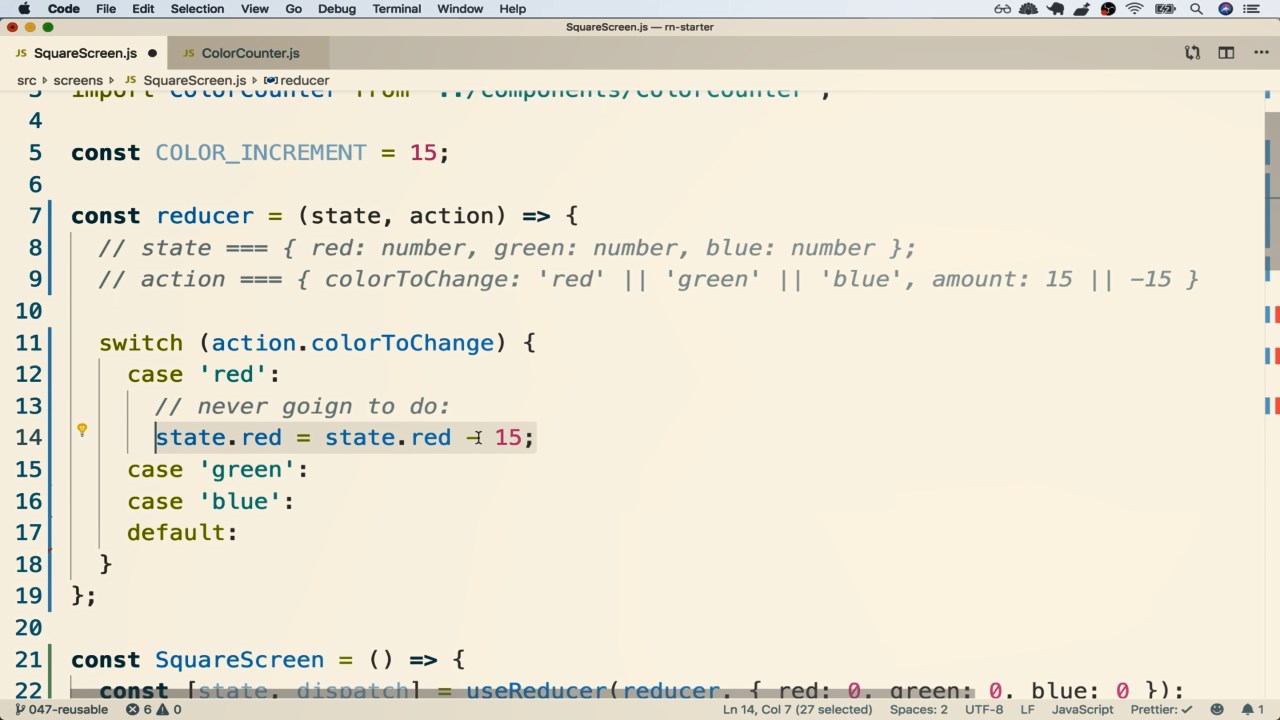 Code File Edit Selection View Go Debug Terminal Window Help
SquareScreen.js — rn-starter
JS SquareScreen.js JS ColorCounter.js
src screens JS SquareScreen.js reducer
3 import ColorCounter from '../components/ColorCounter';
4
5 const COLOR_INCREMENT = 15;
6
7 const reducer = (state, action) => {
8 // state === { red: number, green: number, blue: number };
9 // action === { colorToChange: 'red' || 'green' || 'blue', amount: 15 || -15 }
10
11 switch (action.colorToChange) {
12 case 'red':
13 // never goign to do:
14 state.red = state.red - 15;
15 case 'green':
16 case 'blue':
17 default:
18 }
19 };
20
21 const SquareScreen = () => {
22 const [state, dispatch] = useReducer(reducer, { red: 0, green: 0, blue: 0 });
047-reusable 6 0 Ln 14, Col 7 (27 selected) Spaces: 2 UTF-8 LF JavaScript Prettier: ✓ 1